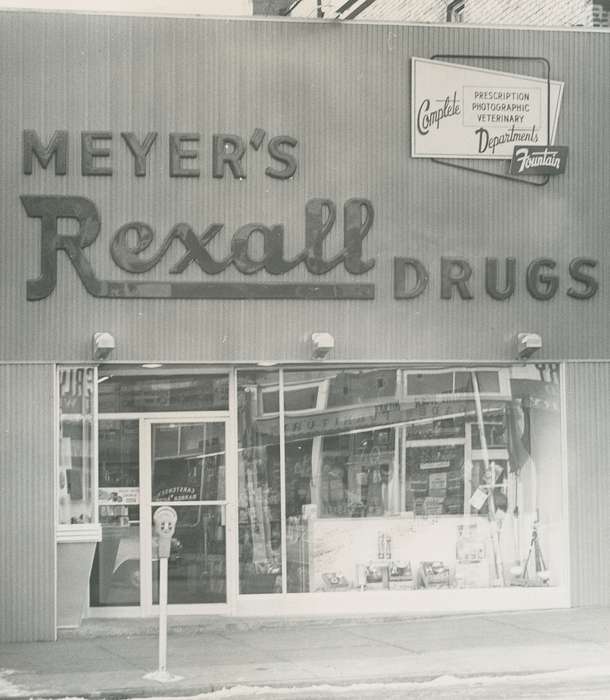 MEYER'S
Rexall DRUGS
Complete
PRESCRIPTION
PHOTOGRAPHIC
VETERINARY
Departments
Fountain